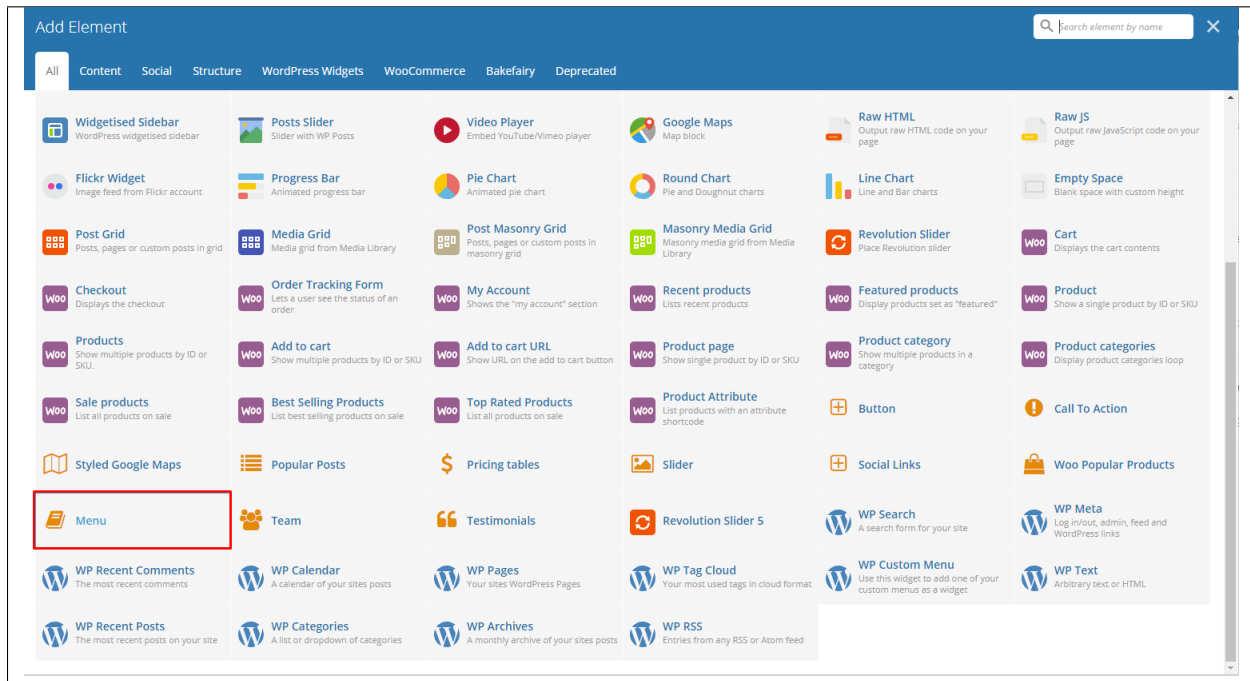 Add Element
Search element by name
All Content Social Structure WordPress Widgets WooCommerce Bakefairy Deprecated
Widgetised Sidebar
WordPress widgetised sidebar
Posts Slider
Slider with WP Posts
Video Player
Embed YouTube/Vimeo player
Google Maps
Map block
Raw HTML
Output raw HTML code on your
page
Raw JS
Output raw JavaScript code on your
page
Flickr Widget
Image feed from Flickr account
Progress Bar
Animated progress bar
Pie Chart
Animated pie chart
Round Chart
Pie and Doughnut charts
Line Chart
Line and Bar charts
Empty Space
Blank space with custom height
Post Grid
Posts, pages or custom posts in grid
Media Grid
Media grid from Media Library
Post Masonry Grid
Posts, pages or custom posts in
masonry grid
Masonry Media Grid
Masonry media grid from Media
Library
Revolution Slider
Place Revolution slider
Woo
Cart
Displays the cart contents
Woo
Checkout
Displays the checkout
Woo
Order Tracking Form
Lets a user see the status of an
order
Woo
My Account
Shows the "my account" section
Woo
Recent products
Lists recent products
Woo
Featured products
Display products set as "featured"
Woo
Product
Show a single product by ID or SKU
Woo
Products
Show multiple products by ID or
SKU.
Woo
Add to cart
Show multiple products by ID or SKU
Woo
Add to cart URL
Show URL on the add to cart button
Woo
Product page
Show single product by ID or SKU
Woo
Product category
Show multiple products in a
category
Woo
Product categories
Display product categories loop
Woo
Sale products
List all products on sale
Woo
Best Selling Products
List best selling products on sale
Woo
Top Rated Products
List all products on sale
Woo
Product Attribute
List products with an attribute
shortcode
Button
Call To Action
Styled Google Maps
Popular Posts
Pricing tables
Slider
Social Links
Woo Popular Products
Menu
Team
Testimonials
Revolution Slider 5
WP Search
A search form for your site
WP Meta
Log in/out, admin, feed and
WordPress links
WP Recent Comments
The most recent comments
WP Calendar
A calendar of your sites posts
WP Pages
Your sites WordPress Pages
WP Tag Cloud
Your most used tags in cloud format
WP Custom Menu
Use this widget to add one of your
custom menus as a widget
WP Text
Arbitrary text or HTML
WP Recent Posts
The most recent posts on your site
WP Categories
A list or dropdown of categories
WP Archives
A monthly archive of your sites posts
WP RSS
Entries from any RSS or Atom feed